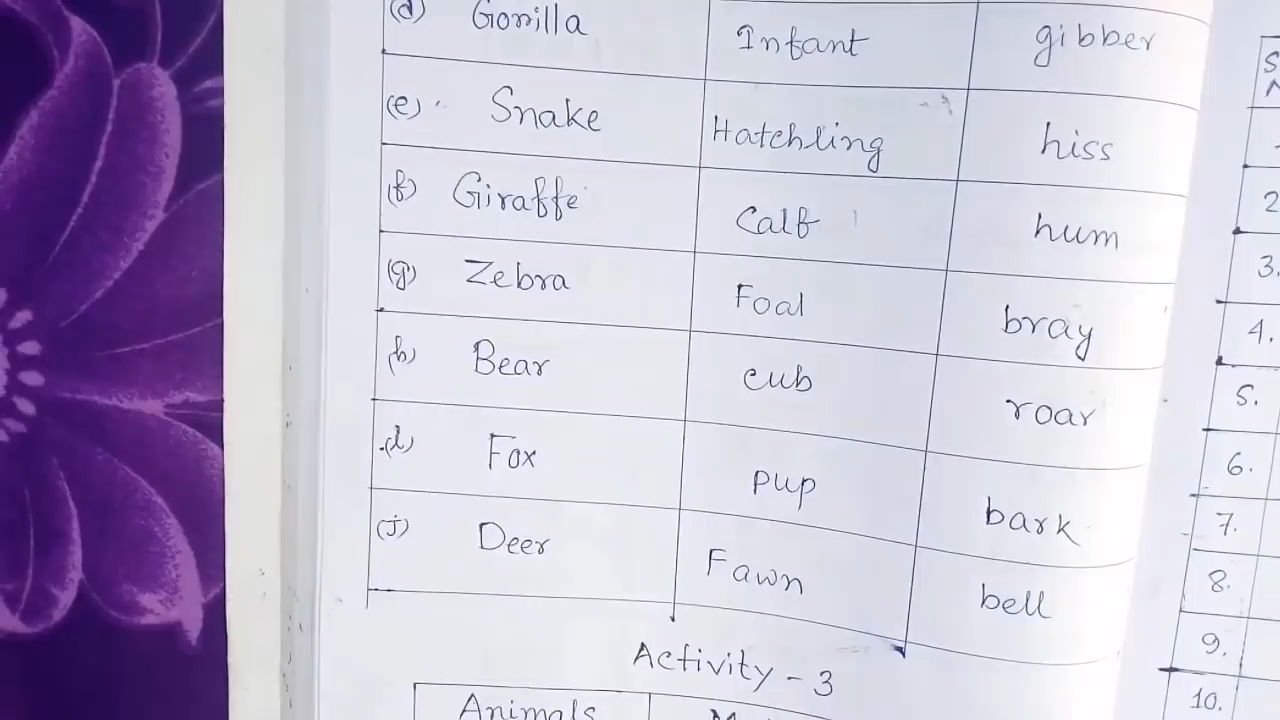 (d) Gorilla Infant gibber
(e) Snake Hatchling hiss
(f) Giraffe Calf hum
(g) Zebra Foal bray
(h) Bear cub roar
(i) Fox pup bark
(j) Deer Fawn bell
Activity - 3
Animals
S
2
3.
4.
5.
6.
7.
8.
9.
10.